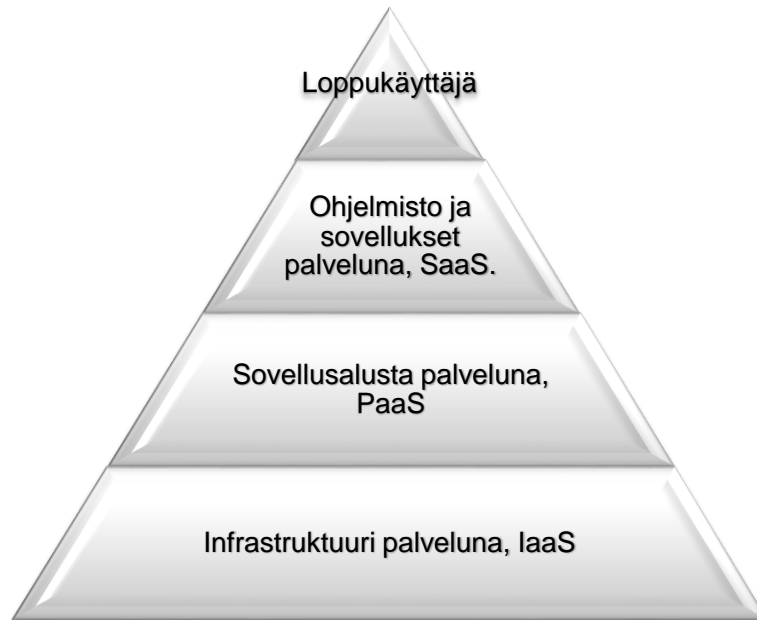 Loppukäyttäjä
Ohjelmisto ja
sovellukset
palveluna, SaaS.
Sovellusalusta palveluna,
PaaS
Infrastruktuuri palveluna, IaaS